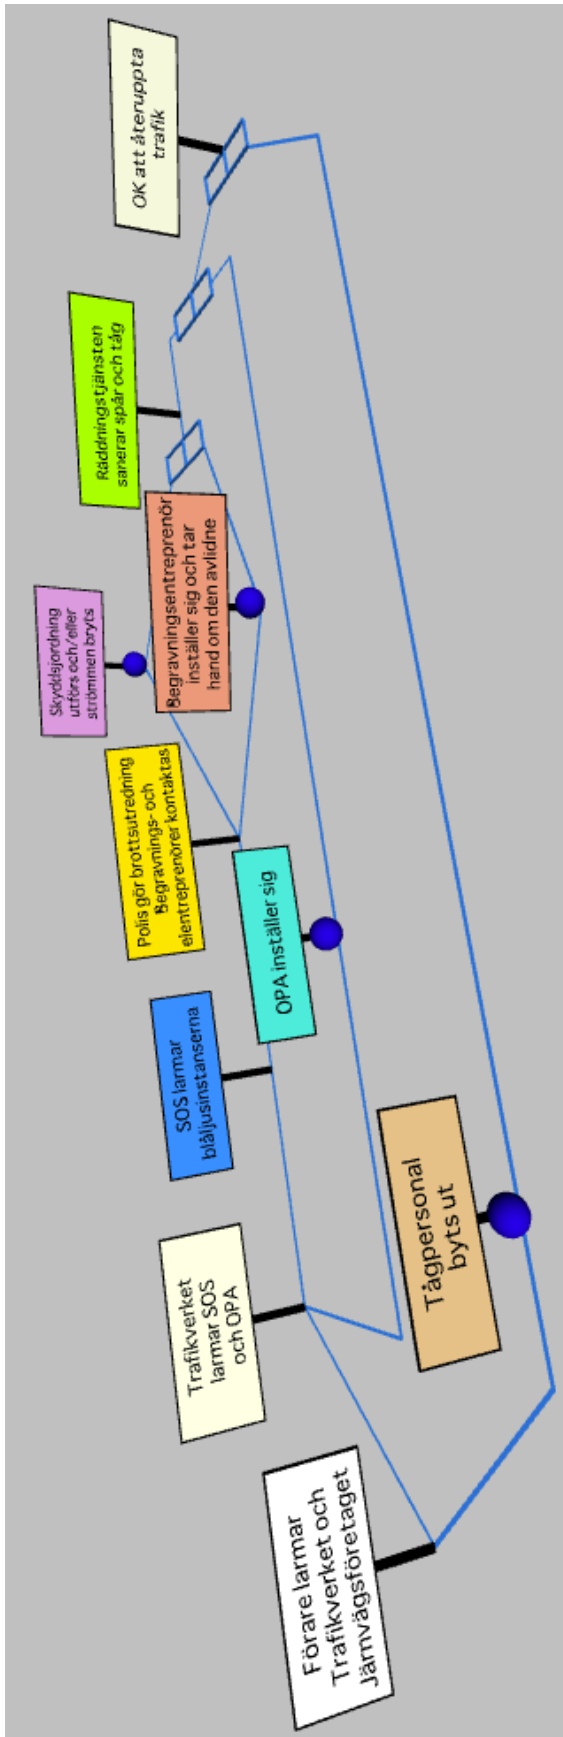 Förare larmar
Trafikverket och
Järnvägsföretaget
Trafikverket
larmar SOS
och OPA
Tågpersonal
byts ut
SOS larmar
blåljusinstanserna
OPA inställer sig
Polis gör brottsutredning
Begravnings- och
elentreprenörer kontaktas
Skyddsjordning
utförs och/eller
strömmen bryts
Begravningsentreprenör
inställer sig och tar
hand om den avlidne
Räddningstjänsten
sanerar spår och tåg
OK att återuppta
trafik